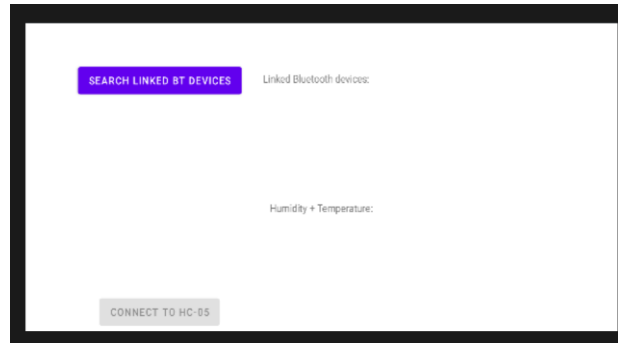 SEARCH LINKED BT DEVICES
Linked Bluetooth devices:
Humidity + Temperature:
CONNECT TO HC-05